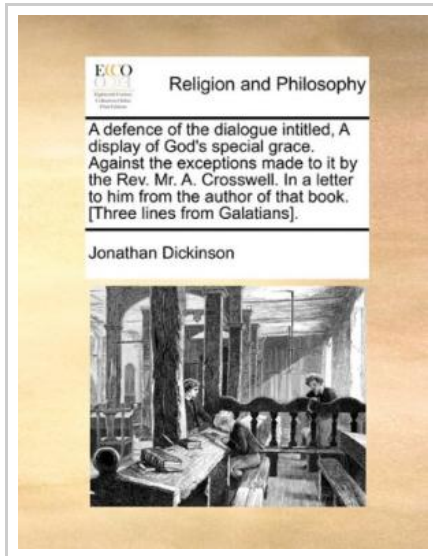 ECCO
Religion and Philosophy
A defence of the dialogue intitled, A
display of God's special grace.
Against the exceptions made to it by
the Rev. Mr. A. Crosswell. In a letter
to him from the author of that book.
[Three lines from Galatians].
Jonathan Dickinson